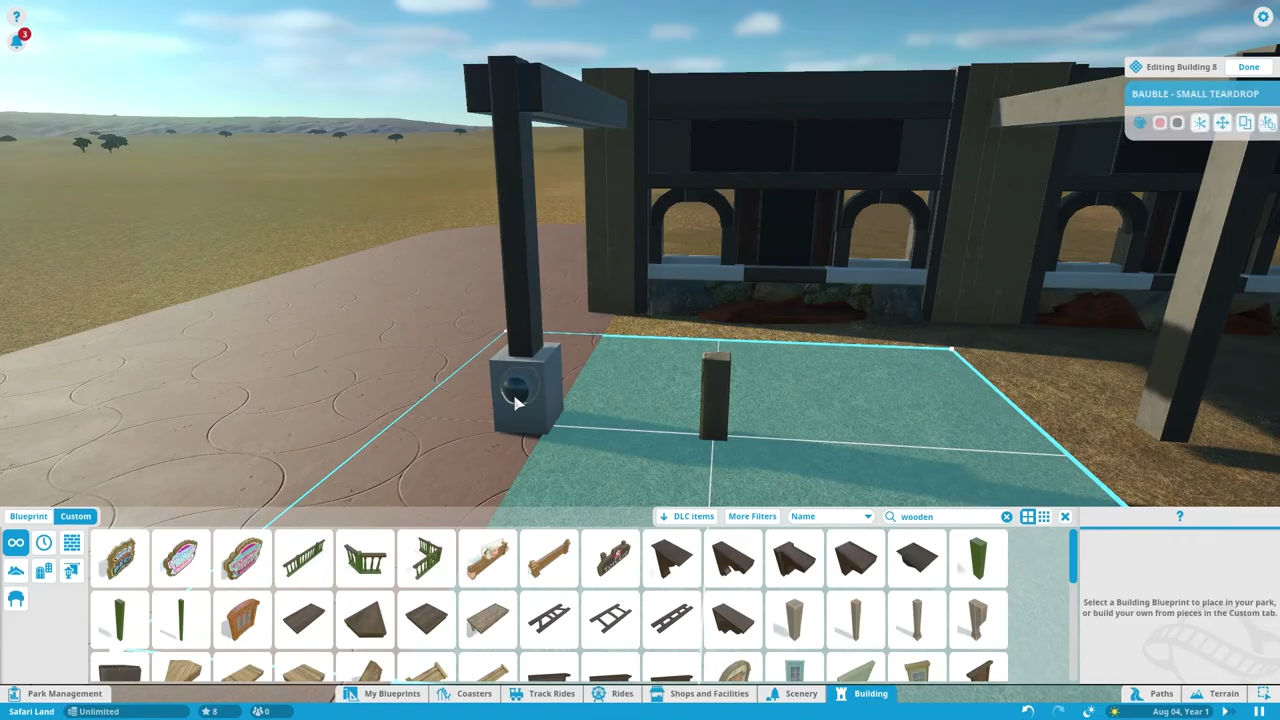 ?
3
Editing Building 8 Done
BAUBLE - SMALL TEARDROP
Blueprint Custom DLC items More Filters Name wooden
?
Select a Building Blueprint to place in your park,
or build your own from pieces in the Custom tab.
Park Management My Blueprints Coasters Track Rides Rides Shops and Facilities Scenery Building Paths Terrain
Safari Land Unlimited 8 0 Aug 04, Year 1